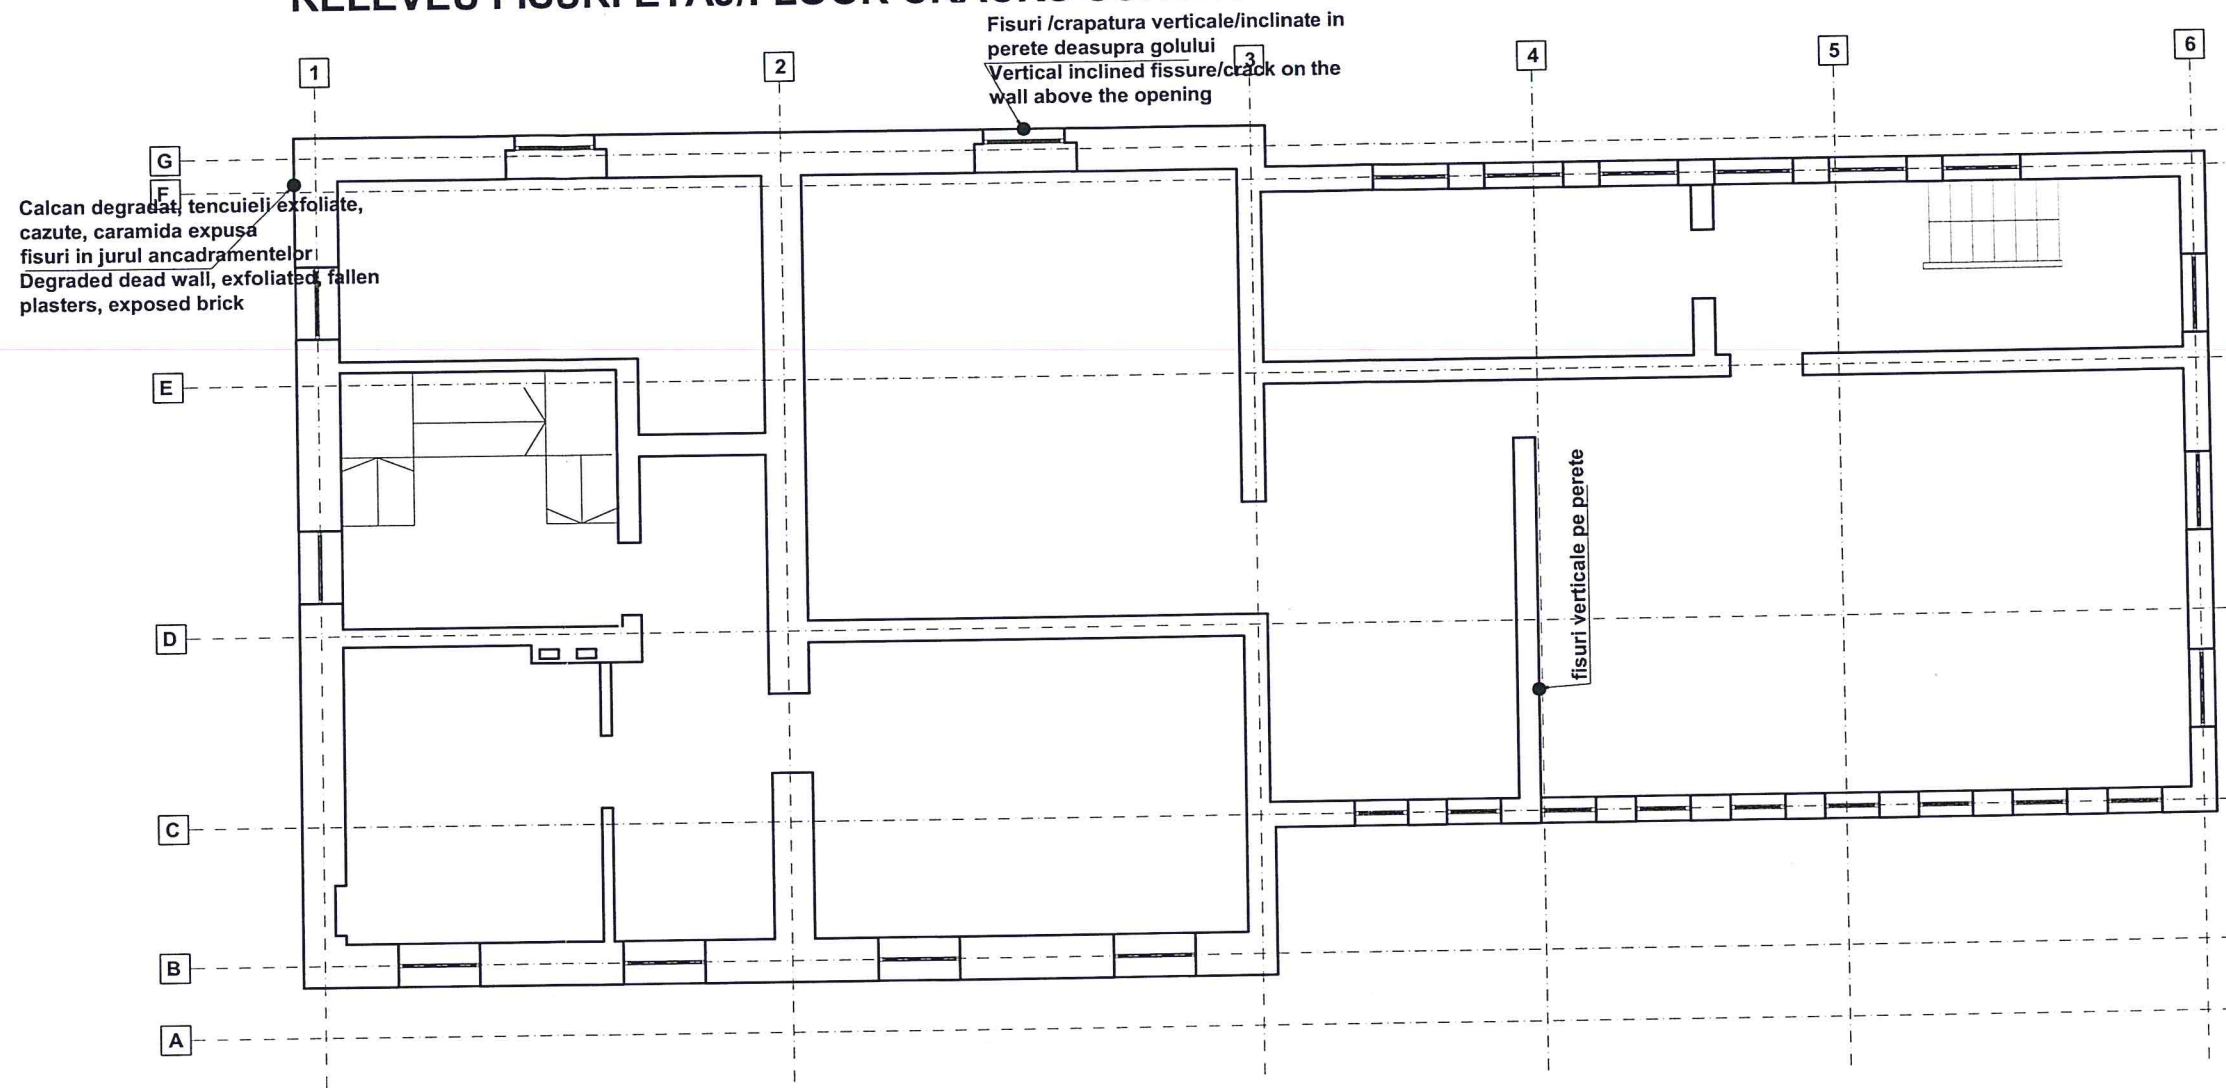 Fisuri /crapatura verticale/inclinate in
perete deasupra golului
Vertical inclined fissure/crack on the
wall above the opening
1
2
3
4
5
6
G
F
Calcan degradat, tencuieli exfoliate,
cazute, caramida expusa
fisuri in jurul ancadramentelor
Degraded dead wall, exfoliated, fallen
plasters, exposed brick
E
fisuri verticale pe perete
D
C
B
A